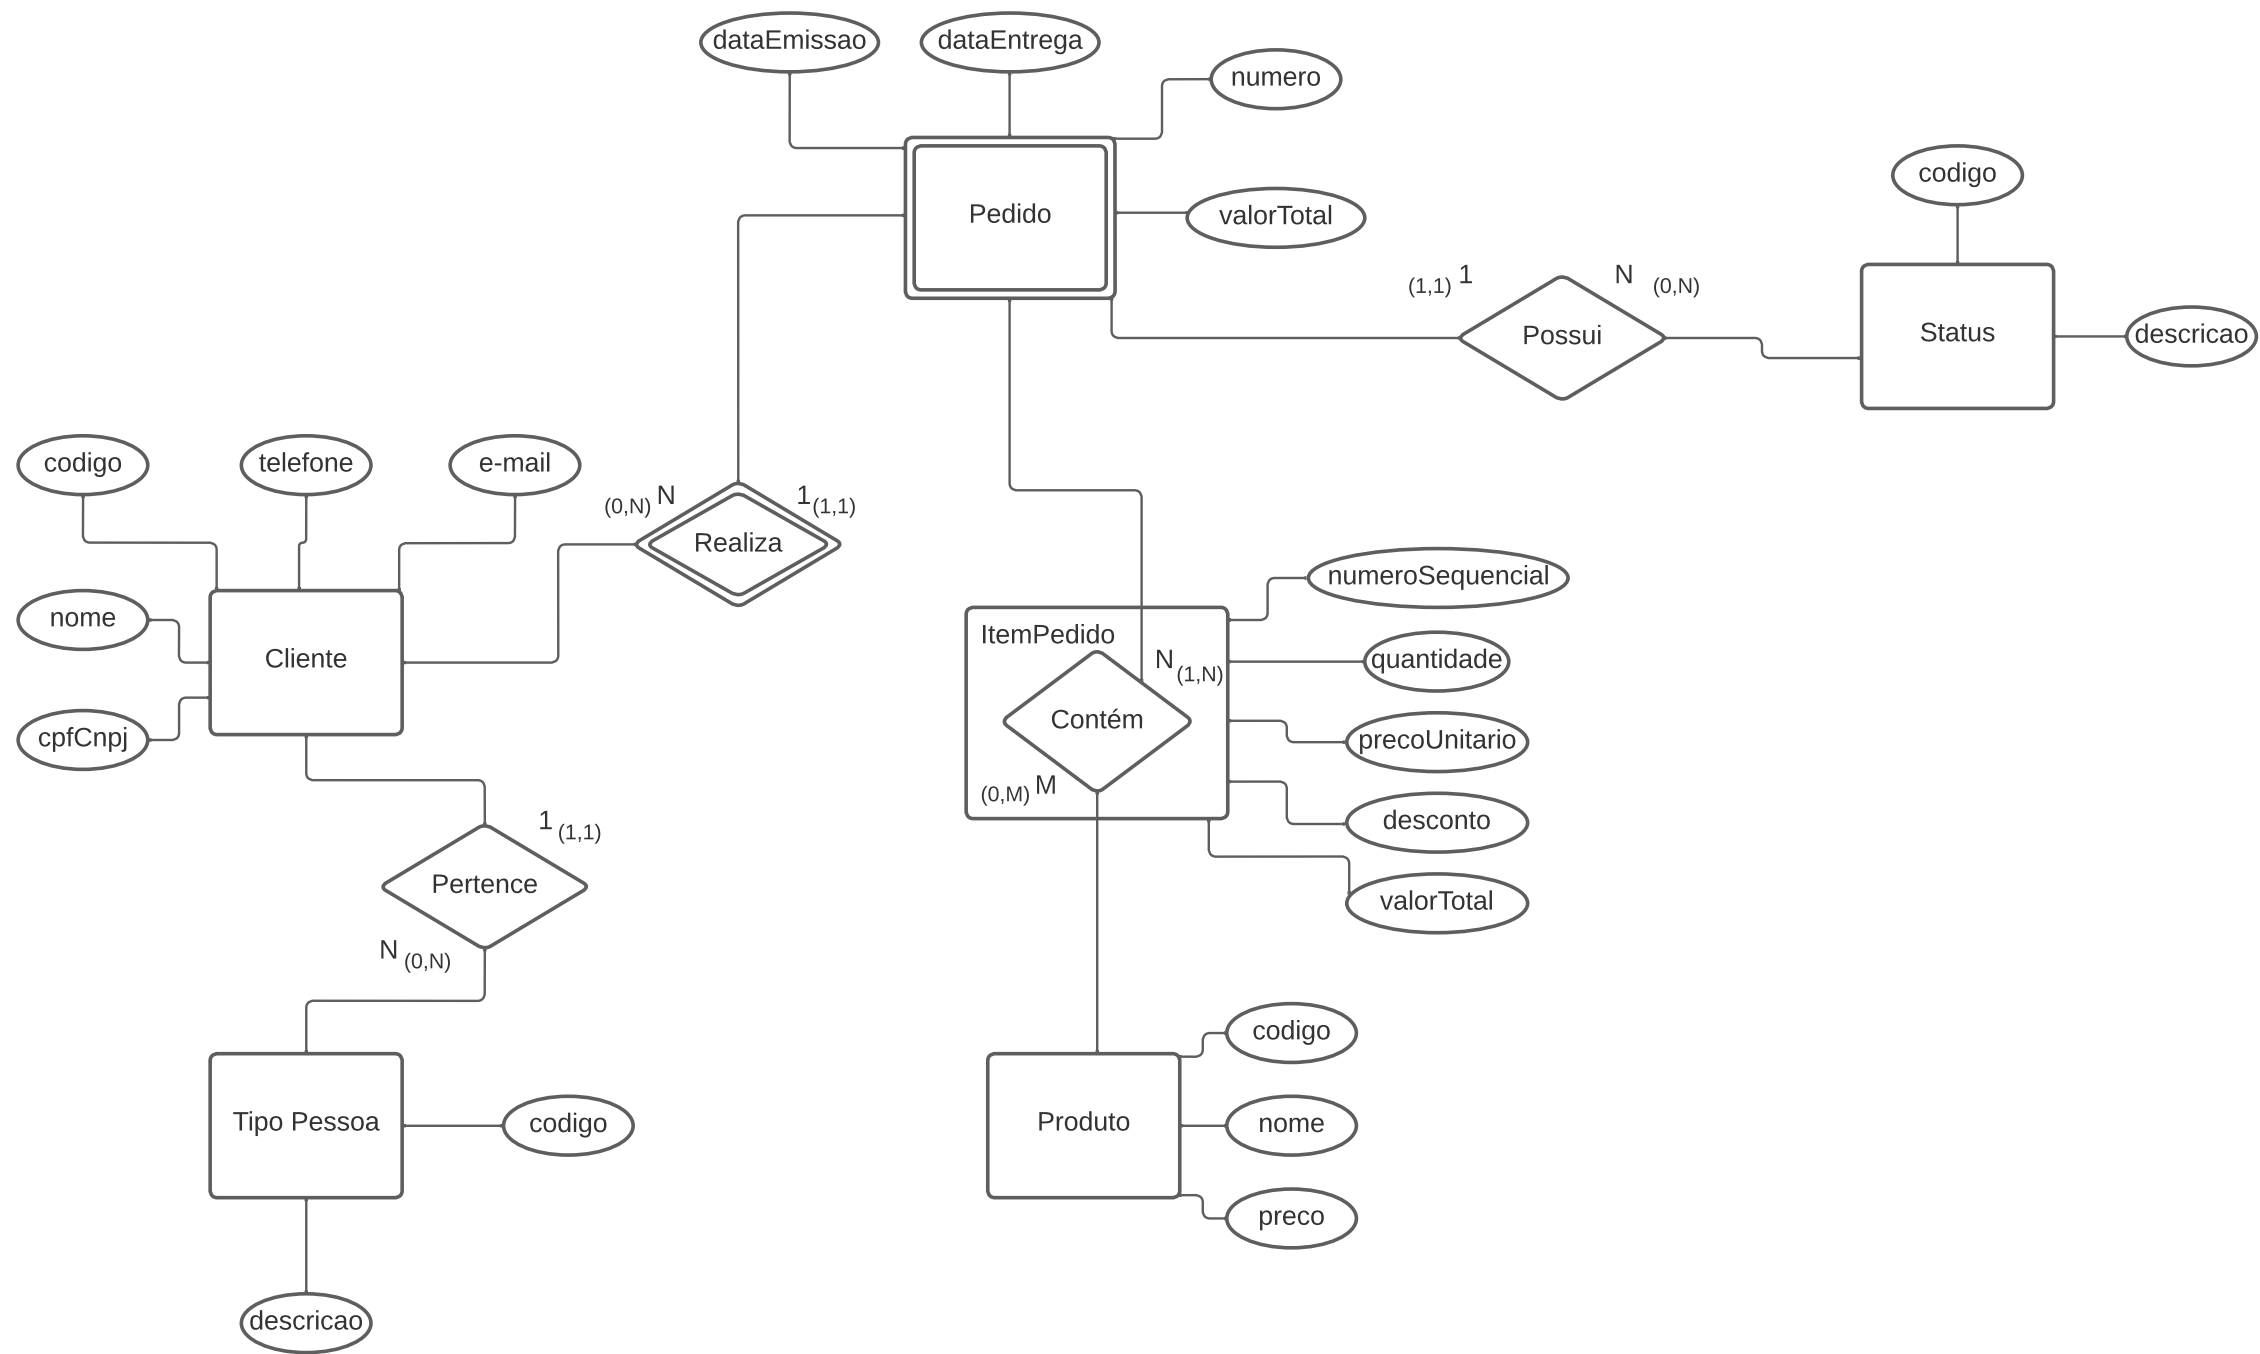 dataEmissao
dataEntrega
numero
Pedido
valorTotal
codigo
(1,1) 1
N (0,N)
Possui
Status
descricao
codigo
telefone
e-mail
(0,N) N
1 (1,1)
Realiza
nome
Cliente
cpfCnpj
numeroSequencial
ItemPedido
N (1,N)
quantidade
Contém
precoUnitario
(0,M) M
desconto
valorTotal
1 (1,1)
Pertence
N (0,N)
Tipo Pessoa
codigo
descricao
codigo
Produto
nome
preco